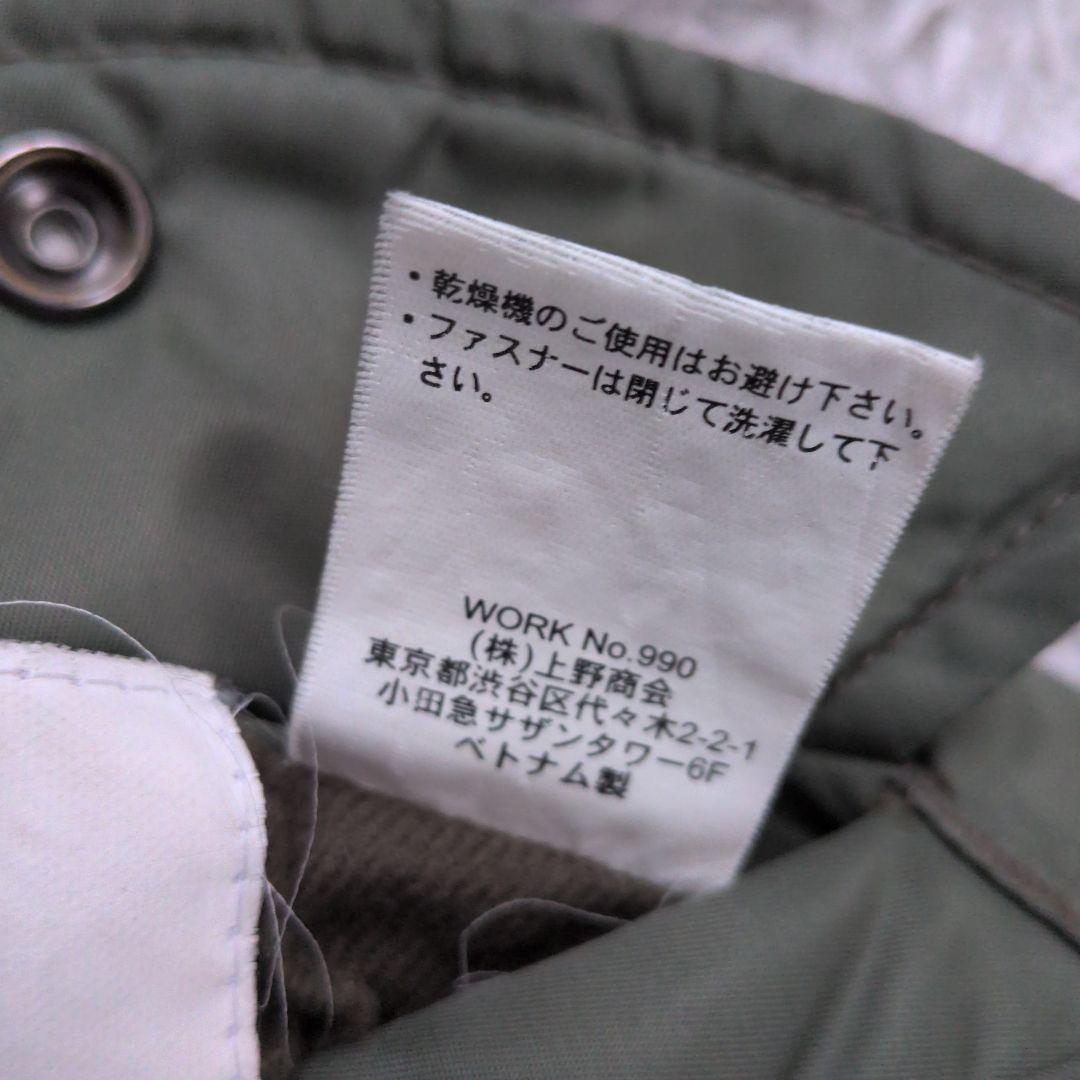 ・乾燥機のご使用はお避け下さい。
・ファスナーは閉じて洗濯して下
さい。
WORK No.990
(株)上野商会
東京都渋谷区代々木2-2-1
小田急サザンタワー6F
ベトナム製